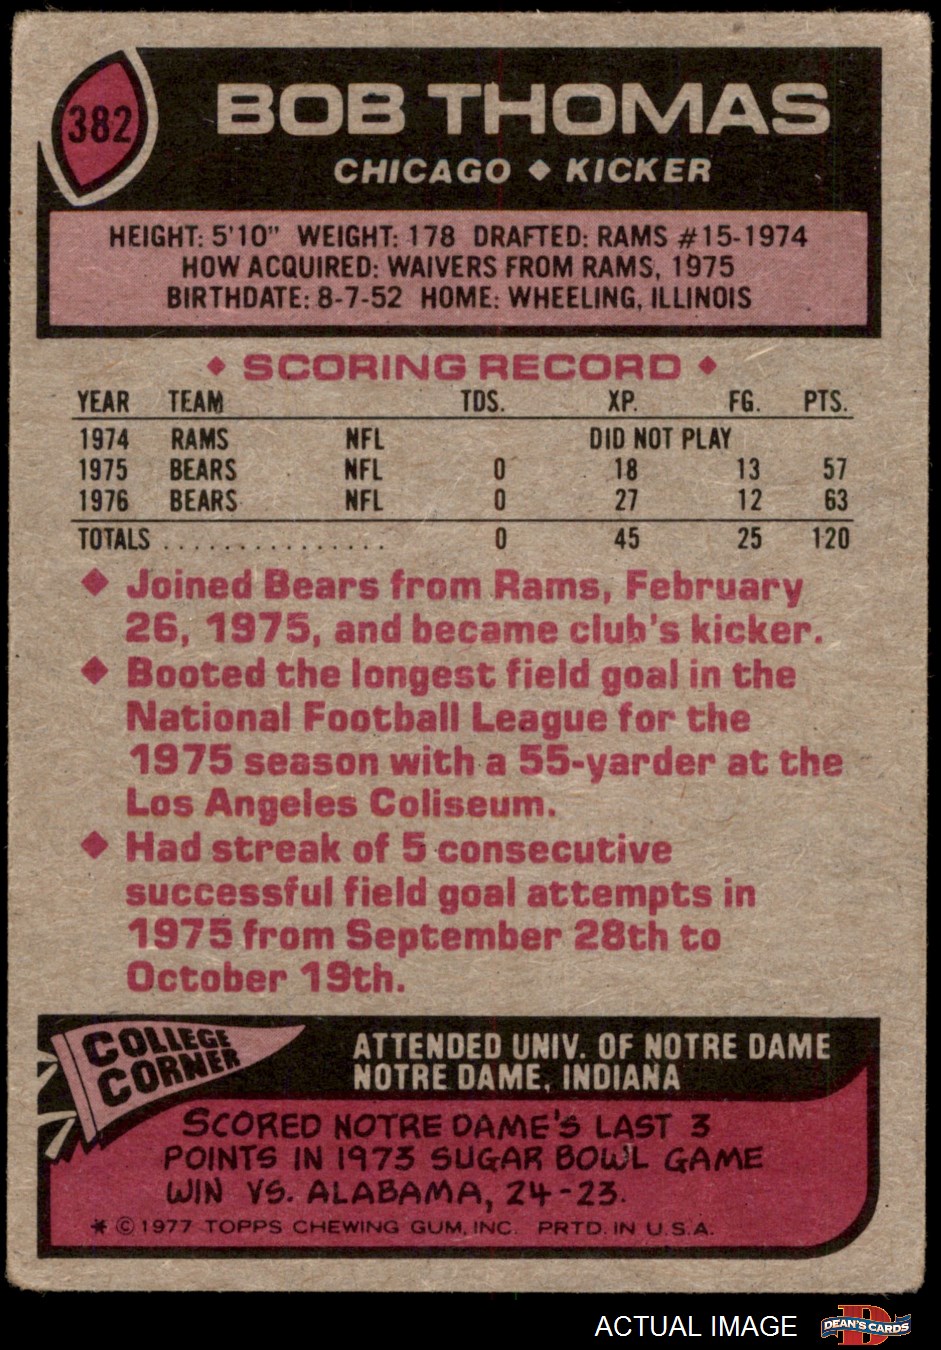 382
BOB THOMAS
CHICAGO ◆ KICKER
HEIGHT: 5'10" WEIGHT: 178 DRAFTED: RAMS #15-1974
HOW ACQUIRED: WAIVERS FROM RAMS, 1975
BIRTHDATE: 8-7-52 HOME: WHEELING, ILLINOIS
◆ SCORING RECORD ◆
YEAR TEAM TDS. XP. FG. PTS.
1974 RAMS NFL DID NOT PLAY
1975 BEARS NFL 0 18 13 57
1976 BEARS NFL 0 27 12 63
TOTALS . . . . . . . . . . . . . . . 0 45 25 120
◆ Joined Bears from Rams, February
26, 1975, and became club's kicker.
◆ Booted the longest field goal in the
National Football League for the
1975 season with a 55-yarder at the
Los Angeles Coliseum.
◆ Had streak of 5 consecutive
successful field goal attempts in
1975 from September 28th to
October 19th.
COLLEGE
CORNER
ATTENDED UNIV. OF NOTRE DAME
NOTRE DAME, INDIANA
SCORED NOTRE DAME'S LAST 3
POINTS IN 1973 SUGAR BOWL GAME
WIN VS. ALABAMA, 24-23.
* © 1977 TOPPS CHEWING GUM, INC. PRTD. IN U.S.A.
ACTUAL IMAGE
D
DEAN'S CARDS